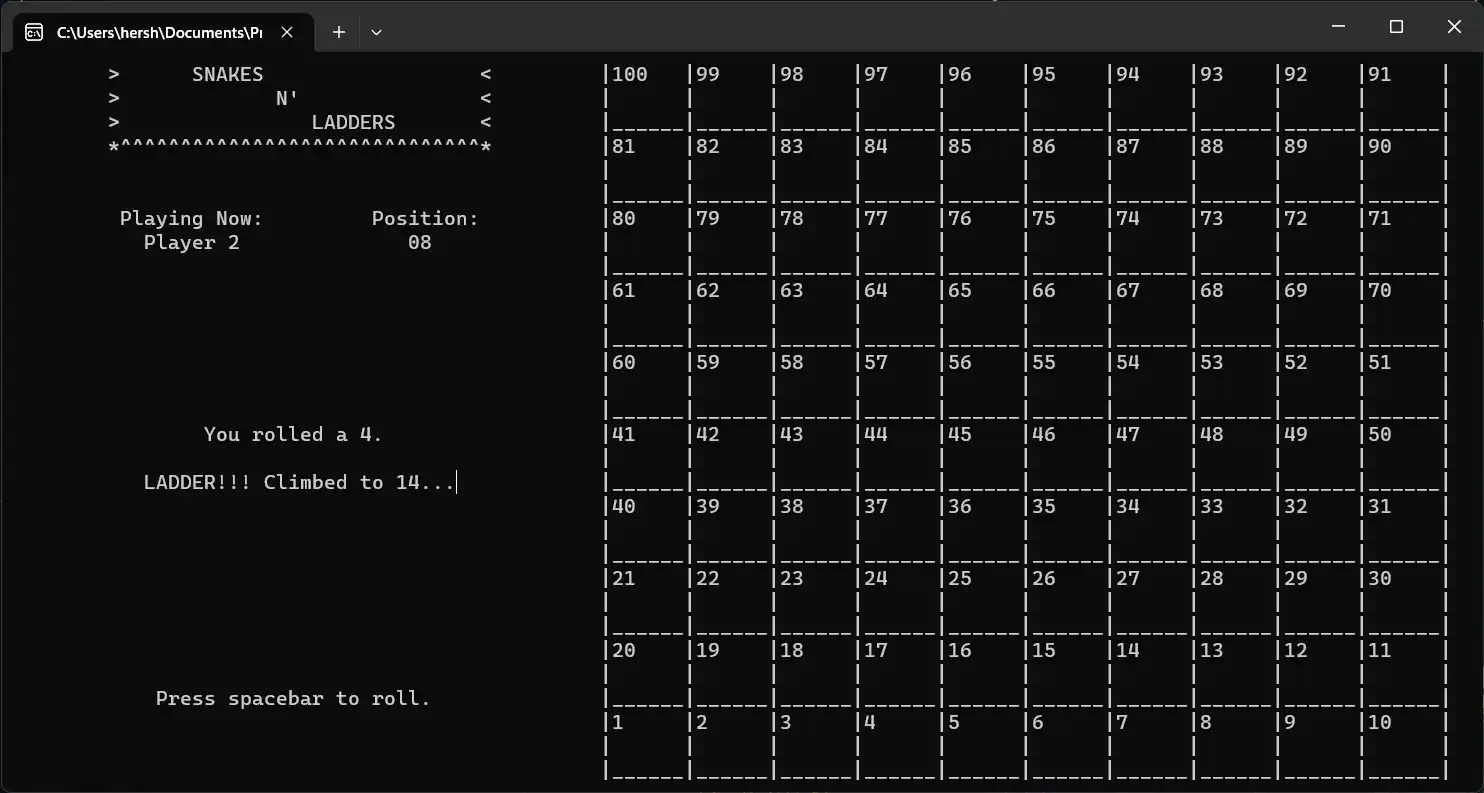 C:\Users\hersh\Documents\Pr
> SNAKES <
> N' <
> LADDERS <
*^^^^^^^^^^^^^^^^^^^^^^^^^^^^^^*
Playing Now: Position:
Player 2 08
You rolled a 4.
LADDER!!! Climbed to 14...
Press spacebar to roll.
|100 |99 |98 |97 |96 |95 |94 |93 |92 |91 |
|81 |82 |83 |84 |85 |86 |87 |88 |89 |90 |
|80 |79 |78 |77 |76 |75 |74 |73 |72 |71 |
|61 |62 |63 |64 |65 |66 |67 |68 |69 |70 |
|60 |59 |58 |57 |56 |55 |54 |53 |52 |51 |
|41 |42 |43 |44 |45 |46 |47 |48 |49 |50 |
|40 |39 |38 |37 |36 |35 |34 |33 |32 |31 |
|21 |22 |23 |24 |25 |26 |27 |28 |29 |30 |
|20 |19 |18 |17 |16 |15 |14 |13 |12 |11 |
|1 |2 |3 |4 |5 |6 |7 |8 |9 |10 |